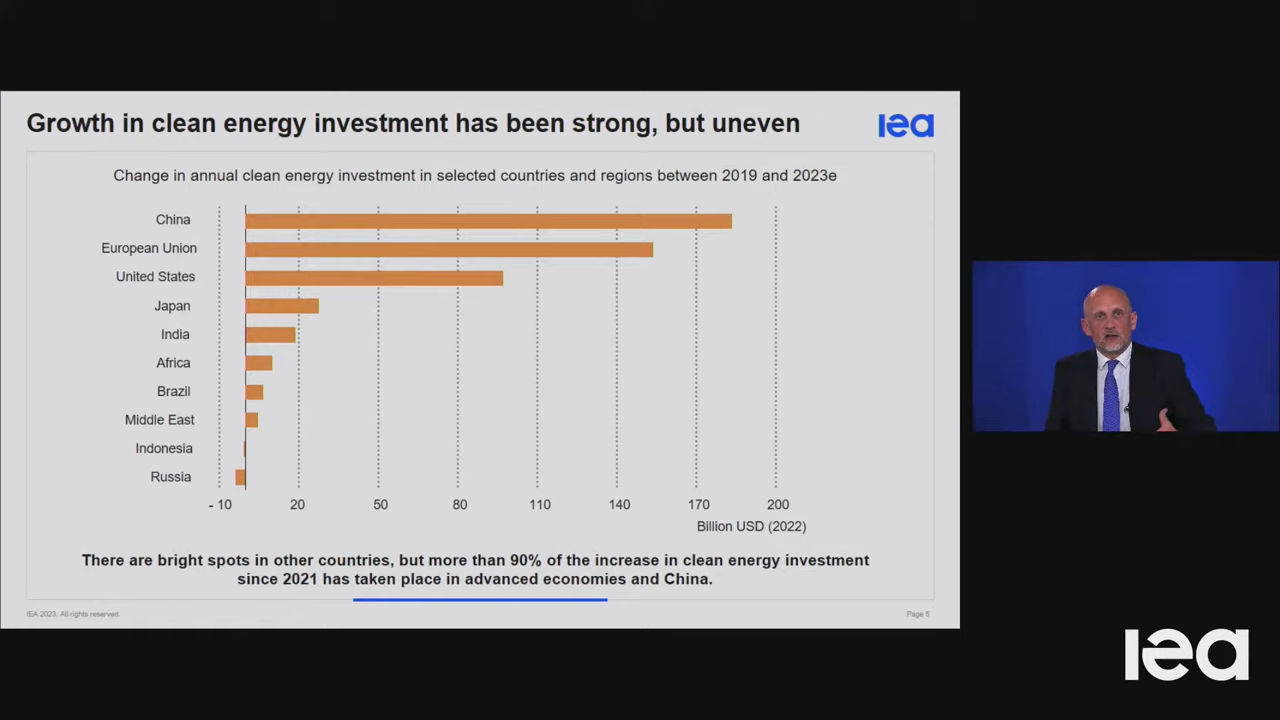 Growth in clean energy investment has been strong, but uneven
iea
Change in annual clean energy investment in selected countries and regions between 2019 and 2023e
China
European Union
United States
Japan
India
Africa
Brazil
Middle East
Indonesia
Russia
- 10 20 50 80 110 140 170 200
Billion USD (2022)
There are bright spots in other countries, but more than 90% of the increase in clean energy investment
since 2021 has taken place in advanced economies and China.
IEA 2023. All rights reserved.
Page 5
iea